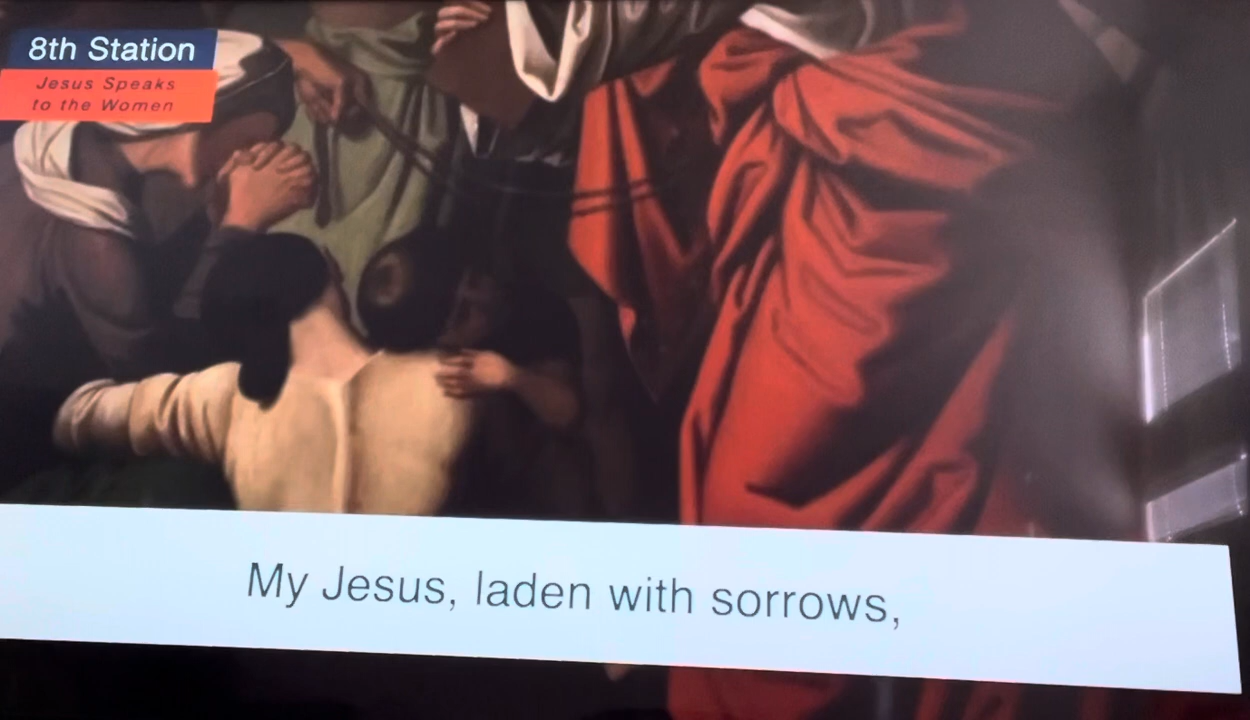 8th Station
Jesus Speaks
to the Women
My Jesus, laden with sorrows,